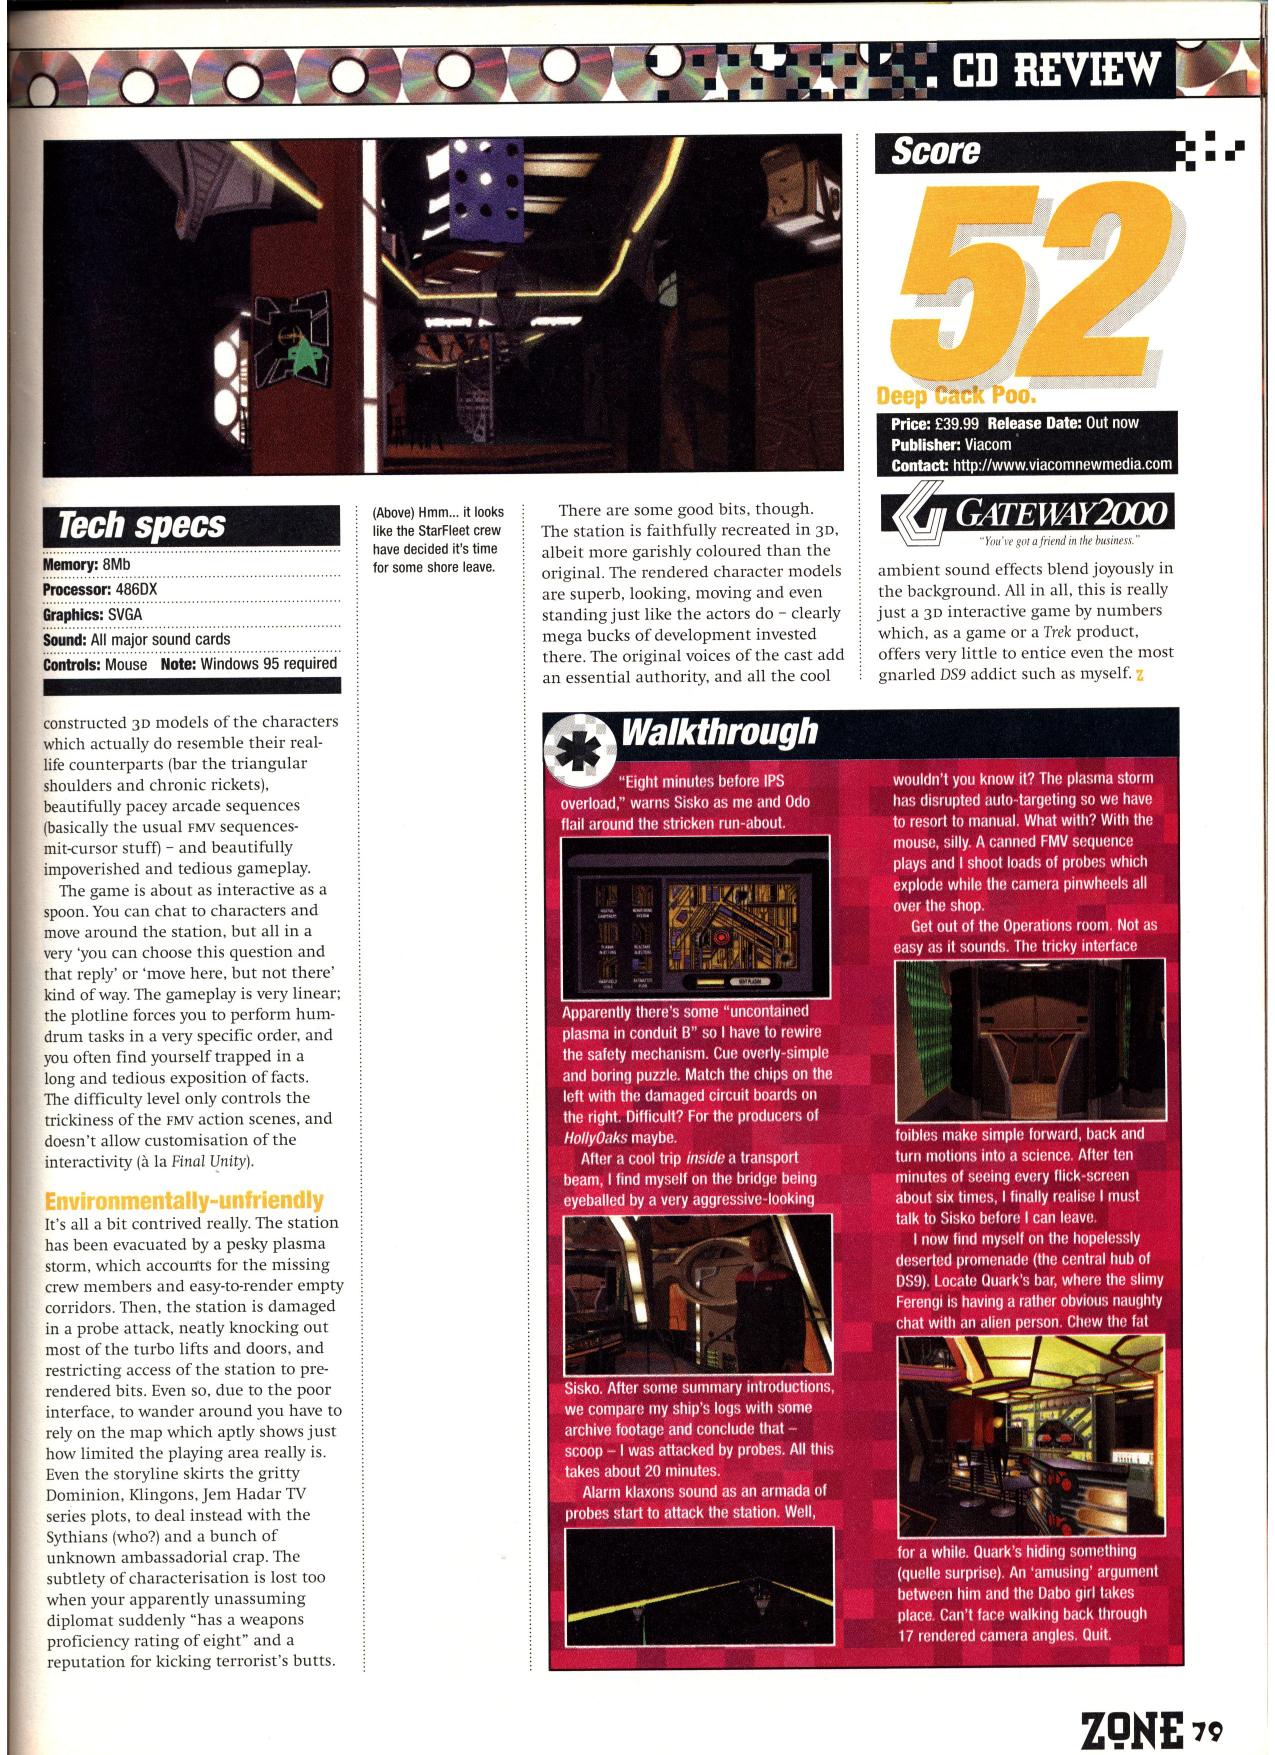 CD REVIEW
Score
52
Deep Cack Poo.
Price: £39.99 Release Date: Out now
Publisher: Viacom
Contact: http://www.viacomnewmedia.com
GATEWAY2000
"You've got a friend in the business."
Tech specs
Memory: 8Mb
Processor: 486DX
Graphics: SVGA
Sound: All major sound cards
Controls: Mouse Note: Windows 95 required
(Above) Hmm... it looks
like the StarFleet crew
have decided it's time
for some shore leave.
constructed 3D models of the characters
which actually do resemble their real-
life counterparts (bar the triangular
shoulders and chronic rickets),
beautifully pacey arcade sequences
(basically the usual FMV sequences-
mit-cursor stuff) – and beautifully
impoverished and tedious gameplay.
The game is about as interactive as a
spoon. You can chat to characters and
move around the station, but all in a
very 'you can choose this question and
that reply' or 'move here, but not there'
kind of way. The gameplay is very linear;
the plotline forces you to perform hum-
drum tasks in a very specific order, and
you often find yourself trapped in a
long and tedious exposition of facts.
The difficulty level only controls the
trickiness of the FMV action scenes, and
doesn't allow customisation of the
interactivity (à la Final Unity).
Environmentally-unfriendly
It's all a bit contrived really. The station
has been evacuated by a pesky plasma
storm, which accounts for the missing
crew members and easy-to-render empty
corridors. Then, the station is damaged
in a probe attack, neatly knocking out
most of the turbo lifts and doors, and
restricting access of the station to pre-
rendered bits. Even so, due to the poor
interface, to wander around you have to
rely on the map which aptly shows just
how limited the playing area really is.
Even the storyline skirts the gritty
Dominion, Klingons, Jem Hadar TV
series plots, to deal instead with the
Sythians (who?) and a bunch of
unknown ambassadorial crap. The
subtlety of characterisation is lost too
when your apparently unassuming
diplomat suddenly "has a weapons
proficiency rating of eight" and a
reputation for kicking terrorist's butts.
There are some good bits, though.
The station is faithfully recreated in 3D,
albeit more garishly coloured than the
original. The rendered character models
are superb, looking, moving and even
standing just like the actors do – clearly
mega bucks of development invested
there. The original voices of the cast add
an essential authority, and all the cool
ambient sound effects blend joyously in
the background. All in all, this is really
just a 3D interactive game by numbers
which, as a game or a Trek product,
offers very little to entice even the most
gnarled DS9 addict such as myself. Z
Walkthrough
"Eight minutes before IPS
overload," warns Sisko as me and Odo
flail around the stricken run-about.
VENT PLASMA
Apparently there's some "uncontained
plasma in conduit B" so I have to rewire
the safety mechanism. Cue overly-simple
and boring puzzle. Match the chips on the
left with the damaged circuit boards on
the right. Difficult? For the producers of
HollyOaks maybe.
After a cool trip inside a transport
beam, I find myself on the bridge being
eyeballed by a very aggressive-looking
Sisko. After some summary introductions,
we compare my ship's logs with some
archive footage and conclude that –
scoop – I was attacked by probes. All this
takes about 20 minutes.
Alarm klaxons sound as an armada of
probes start to attack the station. Well,
wouldn't you know it? The plasma storm
has disrupted auto-targeting so we have
to resort to manual. What with? With the
mouse, silly. A canned FMV sequence
plays and I shoot loads of probes which
explode while the camera pinwheels all
over the shop.
Get out of the Operations room. Not as
easy as it sounds. The tricky interface
foibles make simple forward, back and
turn motions into a science. After ten
minutes of seeing every flick-screen
about six times, I finally realise I must
talk to Sisko before I can leave.
I now find myself on the hopelessly
deserted promenade (the central hub of
DS9). Locate Quark's bar, where the slimy
Ferengi is having a rather obvious naughty
chat with an alien person. Chew the fat
for a while. Quark's hiding something
(quelle surprise). An 'amusing' argument
between him and the Dabo girl takes
place. Can't face walking back through
17 rendered camera angles. Quit.
ZONE 79